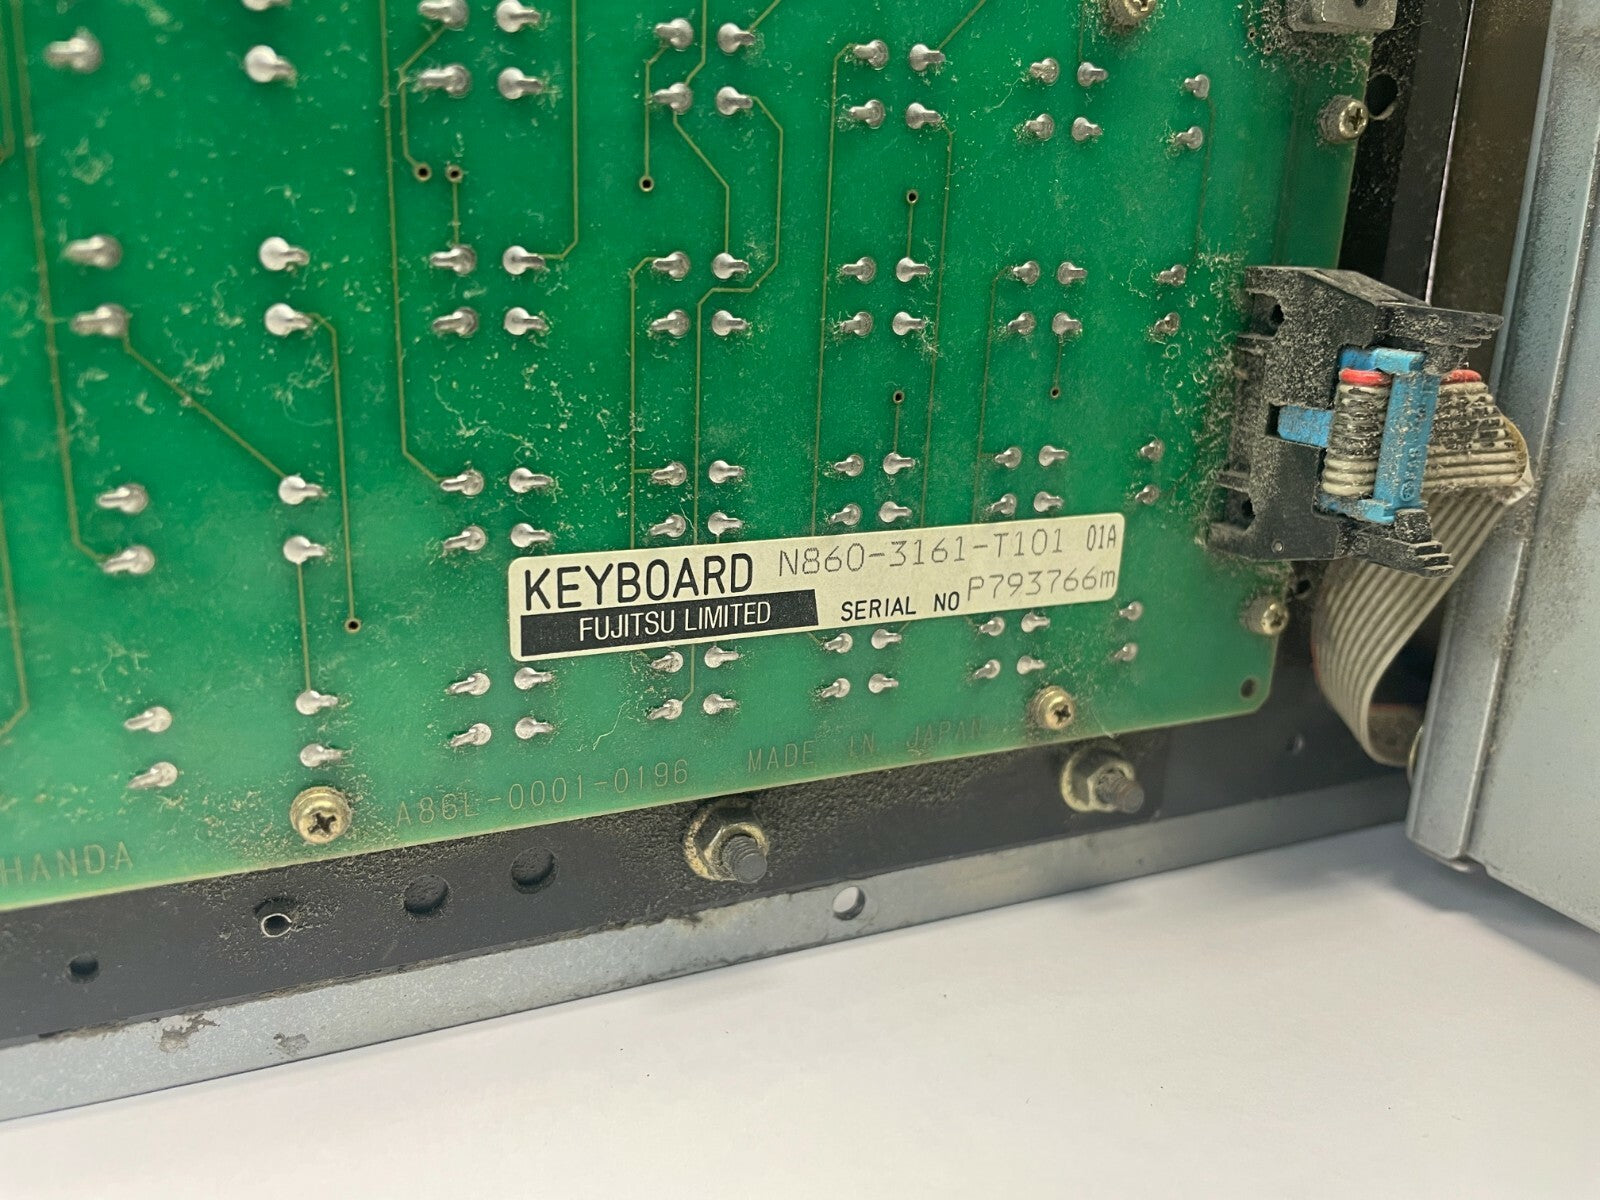 KEYBOARD N860-3161-T101 01A
FUJITSU LIMITED SERIAL NO P793766m
A86L-0001-0196 MADE IN JAPAN
HANDA